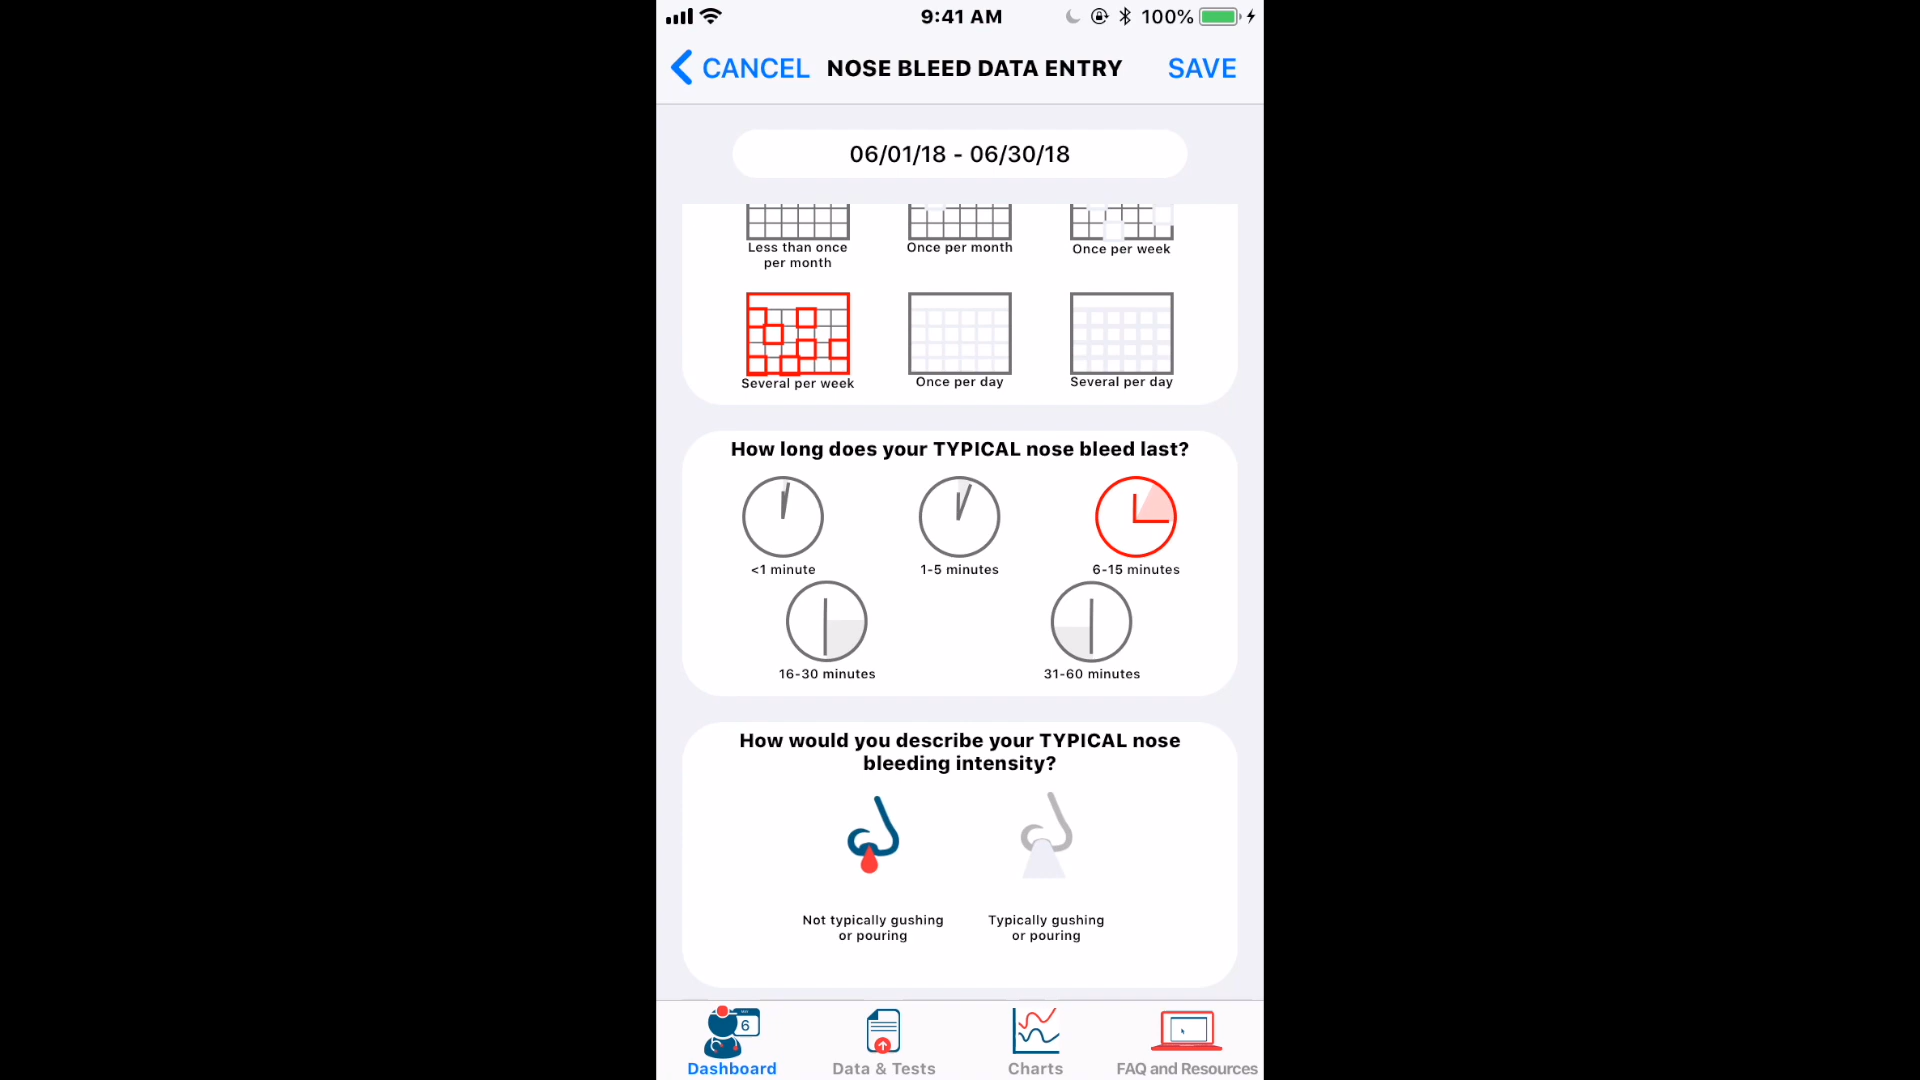 9:41 AM
100%
CANCEL
NOSE BLEED DATA ENTRY
SAVE
06/01/18 - 06/30/18
Less than once
per month
Once per month
Once per week
Several per week
Once per day
Several per day
How long does your TYPICAL nose bleed last?
<1 minute
1-5 minutes
6-15 minutes
16-30 minutes
31-60 minutes
How would you describe your TYPICAL nose
bleeding intensity?
Not typically gushing
or pouring
Typically gushing
or pouring
6
Dashboard
Data & Tests
Charts
FAQ and Resources